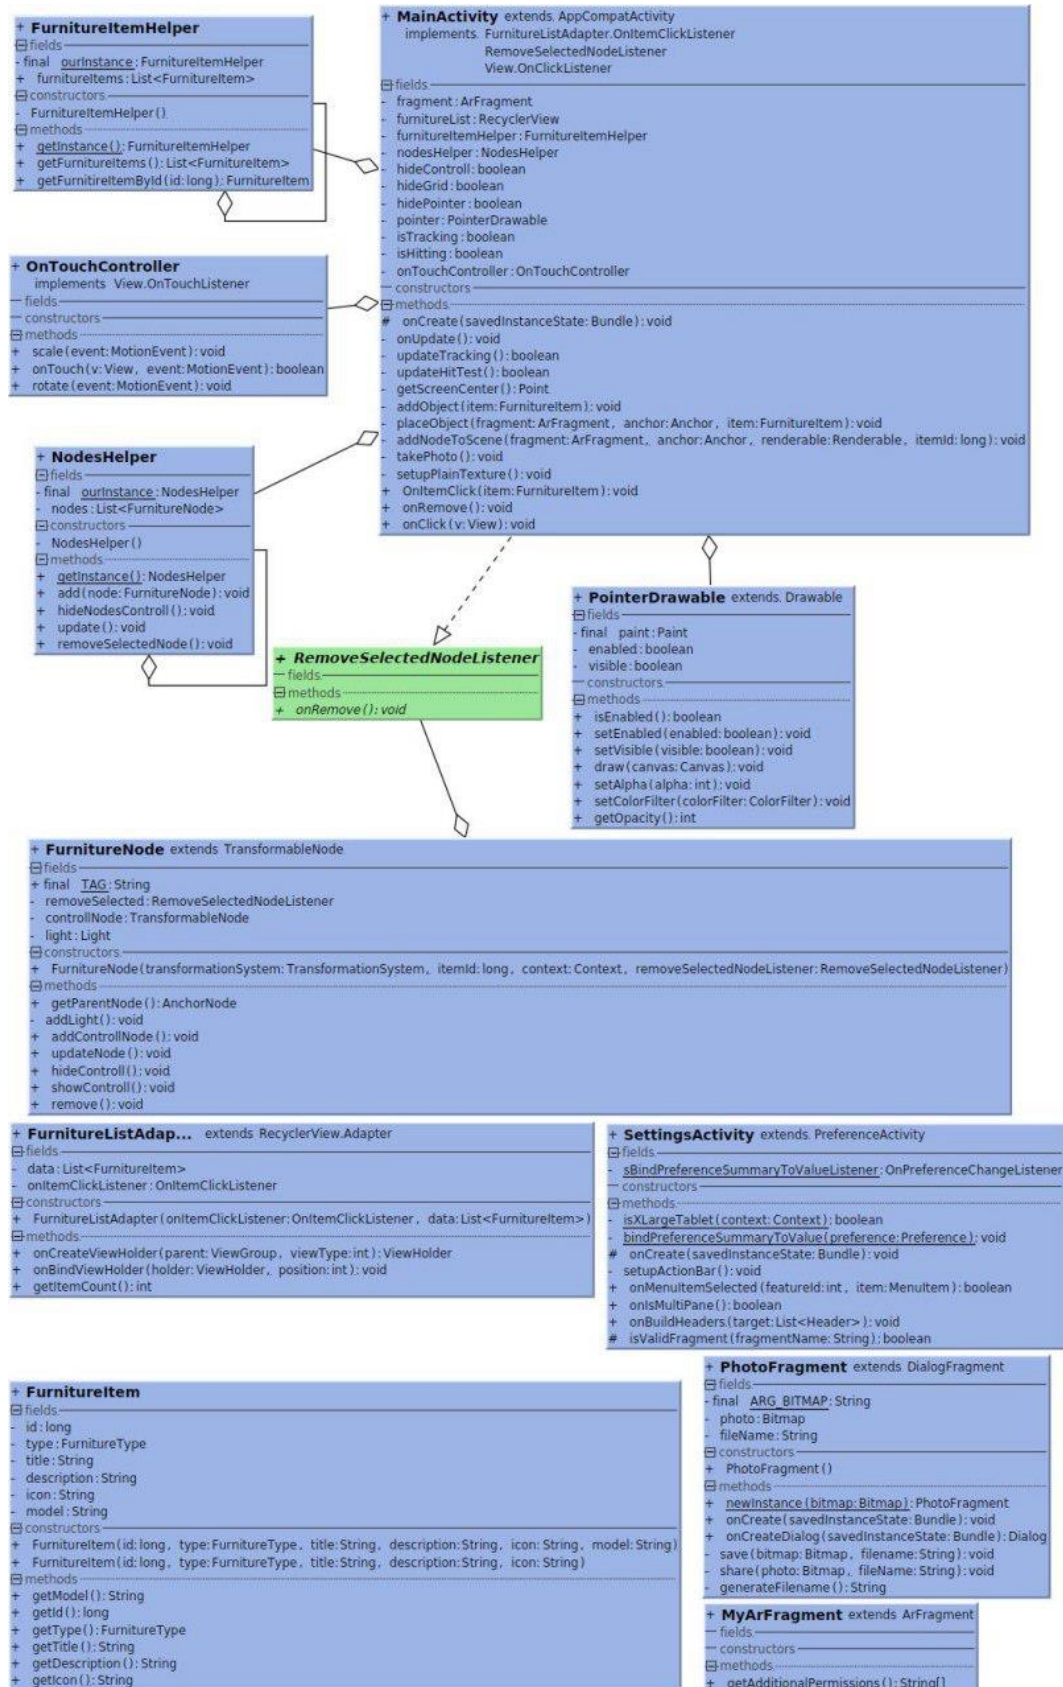 + FurnitureItemHelper
fields
- final ourInstance: FurnitureItemHelper
+ furnitureItems: List<FurnitureItem>
constructors
- FurnitureItemHelper()
methods
+ getInstance(): FurnitureItemHelper
+ getFurnitureItems(): List<FurnitureItem>
+ getFurnitireItemById(id: long): FurnitureItem
+ MainActivity extends AppCompatActivity
implements FurnitureListAdapter.OnItemClickListener
RemoveSelectedNodeListener
View.OnClickListener
fields
- fragment: ArFragment
- furnitureList: RecyclerView
- furnitureItemHelper: FurnitureItemHelper
- nodesHelper: NodesHelper
- hideControll: boolean
- hideGrid: boolean
- hidePointer: boolean
- pointer: PointerDrawable
- isTracking: boolean
- isHitting: boolean
- onTouchController: OnTouchController
constructors
methods
# onCreate(savedInstanceState: Bundle): void
- onUpdate(): void
- updateTracking(): boolean
- updateHitTest(): boolean
- getScreenCenter(): Point
- addObject(item: FurnitureItem): void
- placeObject(fragment: ArFragment, anchor: Anchor, item: FurnitureItem): void
- addNodeToScene(fragment: ArFragment, anchor: Anchor, renderable: Renderable, itemId: long): void
- takePhoto(): void
- setupPlainTexture(): void
+ OnItemClick(item: FurnitureItem): void
+ onRemove(): void
+ onClick(v: View): void
+ OnTouchController
implements View.OnTouchListener
fields
constructors
methods
+ scale(event: MotionEvent): void
+ onTouch(v: View, event: MotionEvent): boolean
+ rotate(event: MotionEvent): void
+ NodesHelper
fields
- final ourInstance: NodesHelper
- nodes: List<FurnitureNode>
constructors
- NodesHelper()
methods
+ getInstance(): NodesHelper
+ add(node: FurnitureNode): void
+ hideNodesControll(): void
+ update(): void
+ removeSelectedNode(): void
+ RemoveSelectedNodeListener
fields
methods
+ onRemove(): void
+ PointerDrawable extends Drawable
fields
- final paint: Paint
- enabled: boolean
- visible: boolean
constructors
methods
+ isEnabled(): boolean
+ setEnabled(enabled: boolean): void
+ setVisible(visible: boolean): void
+ draw(canvas: Canvas): void
+ setAlpha(alpha: int): void
+ setColorFilter(colorFilter: ColorFilter): void
+ getOpacity(): int
+ FurnitureNode extends TransformableNode
fields
+ final TAG: String
- removeSelected: RemoveSelectedNodeListener
- controllNode: TransformableNode
- light: Light
constructors
+ FurnitureNode(transformationSystem: TransformationSystem, itemId: long, context: Context, removeSelectedNodeListener: RemoveSelectedNodeListener)
methods
+ getParentNode(): AnchorNode
- addLight(): void
+ addControllNode(): void
+ updateNode(): void
+ hideControll(): void
+ showControll(): void
+ remove(): void
+ FurnitureListAdap... extends RecyclerView.Adapter
fields
- data: List<FurnitureItem>
- onItemClickListener: OnItemClickListener
constructors
+ FurnitureListAdapter(onItemClickListener: OnItemClickListener, data: List<FurnitureItem>)
methods
+ onCreateViewHolder(parent: ViewGroup, viewType: int): ViewHolder
+ onBindViewHolder(holder: ViewHolder, position: int): void
+ getItemCount(): int
+ SettingsActivity extends PreferenceActivity
fields
- sBindPreferenceSummaryToValueListener: OnPreferenceChangeListener
constructors
methods
- isXLargeTablet(context: Context): boolean
- bindPreferenceSummaryToValue(preference: Preference): void
# onCreate(savedInstanceState: Bundle): void
- setupActionBar(): void
+ onMenuItemSelected(featureId: int, item: MenuItem): boolean
+ onIsMultiPane(): boolean
+ onBuildHeaders(target: List<Header>): void
# isValidFragment(fragmentName: String): boolean
+ FurnitureItem
fields
- id: long
- type: FurnitureType
- title: String
- description: String
- icon: String
- model: String
constructors
+ FurnitureItem(id: long, type: FurnitureType, title: String, description: String, icon: String, model: String)
+ FurnitureItem(id: long, type: FurnitureType, title: String, description: String, icon: String)
methods
+ getModel(): String
+ getId(): long
+ getType(): FurnitureType
+ getTitle(): String
+ getDescription(): String
+ getIcon(): String
+ PhotoFragment extends DialogFragment
fields
- final ARG_BITMAP: String
- photo: Bitmap
- fileName: String
constructors
+ PhotoFragment()
methods
+ newInstance(bitmap: Bitmap): PhotoFragment
+ onCreate(savedInstanceState: Bundle): void
+ onCreateDialog(savedInstanceState: Bundle): Dialog
- save(bitmap: Bitmap, filename: String): void
- share(photo: Bitmap, fileName: String): void
- generateFilename(): String
+ MyArFragment extends ArFragment
fields
constructors
methods
+ getAdditionalPermissions(): String[]